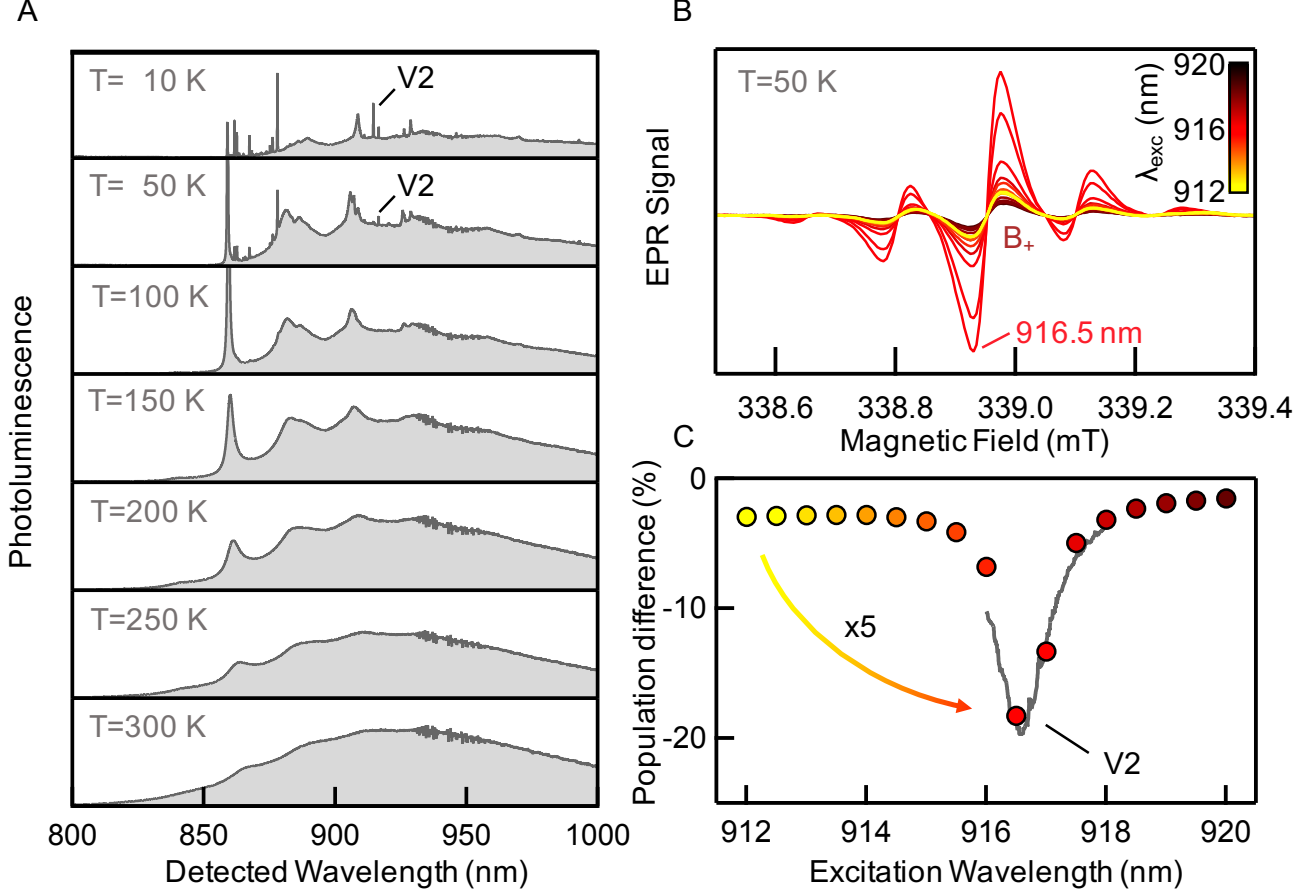 A
T= 10 K
V2
T= 50 K
V2
T=100 K
T=150 K
T=200 K
T=250 K
T=300 K
Photoluminescence
800 850 900 950 1000
Detected Wavelength (nm)
B
T=50 K
920
916
912
λexc (nm)
B+
916.5 nm
EPR Signal
338.6 338.8 339.0 339.2 339.4
Magnetic Field (mT)
C
0
-10
-20
Population difference (%)
x5
V2
912 914 916 918 920
Excitation Wavelength (nm)